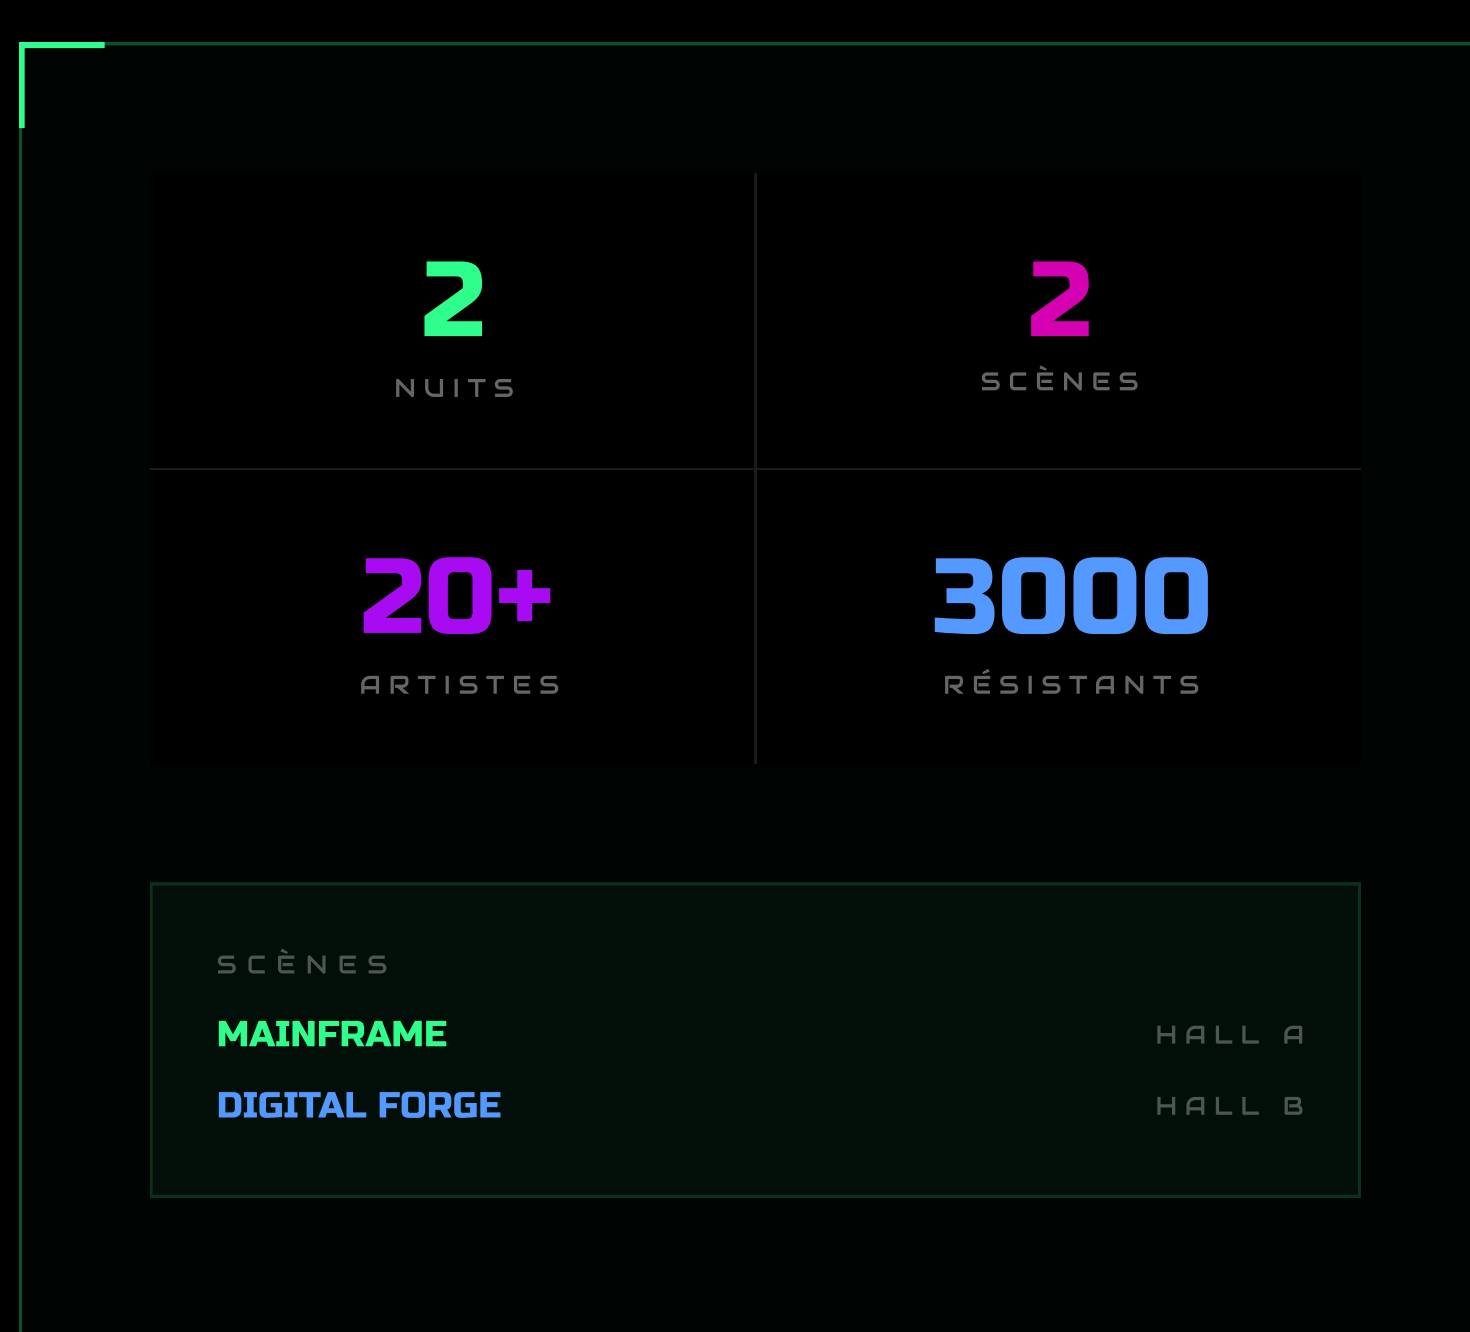 2
NUITS
2
SCÈNES
20+
ARTISTES
3000
RÉSISTANTS
SCÈNES
MAINFRAME HALL A
DIGITAL FORGE HALL B